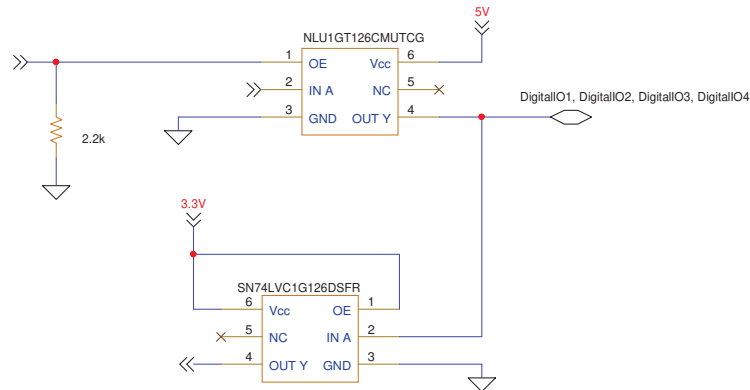 NLU1GT126CMUTCG
5V
1 OE Vcc 6
2 IN A NC 5
3 GND OUT Y 4
DigitalIO1, DigitalIO2, DigitalIO3, DigitalIO4
2.2k
3.3V
SN74LVC1G126DSFR
6 Vcc OE 1
5 NC IN A 2
4 OUT Y GND 3